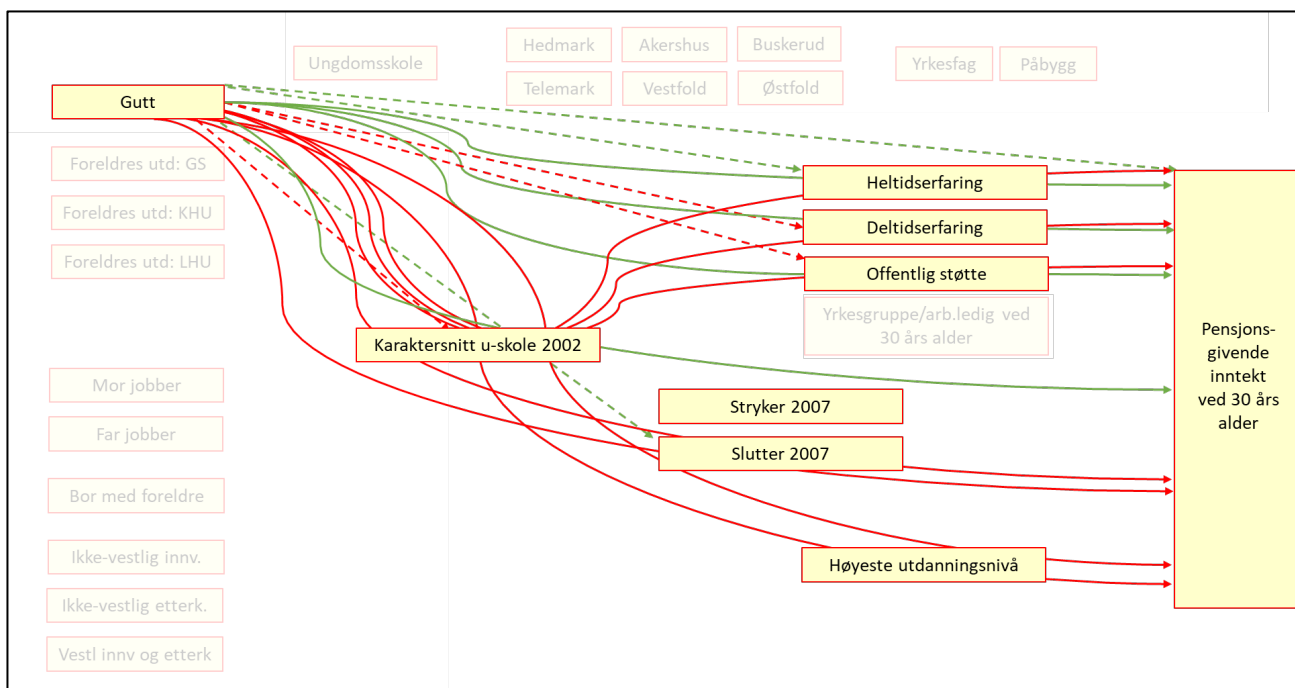 Hedmark
Akershus
Buskerud
Ungdomsskole
Yrkesfag
Påbygg
Telemark
Vestfold
Østfold
Gutt
Foreldres utd: GS
Heltidserfaring
Foreldres utd: KHU
Deltidserfaring
Foreldres utd: LHU
Offentlig støtte
Yrkesgruppe/arb.ledig ved
30 års alder
Karaktersnitt u-skole 2002
Pensjons-
givende
inntekt
ved 30 års
alder
Mor jobber
Stryker 2007
Far jobber
Slutter 2007
Bor med foreldre
Ikke-vestlig innv.
Høyeste utdanningsnivå
Ikke-vestlig etterk.
Vestl innv og etterk